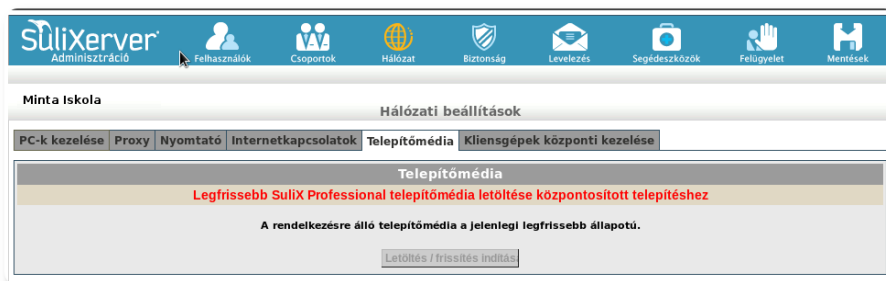 SuliXerver
Adminisztráció
Felhasználók
Csoportok
Hálózat
Biztonság
Levelezés
Segédeszközök
Felügyelet
Mentések
Minta Iskola
Hálózati beállítások
PC-k kezelése Proxy Nyomtató Internetkapcsolatok Telepítőmédia Kliensgépek központi kezelése
Telepítőmédia
Legfrissebb SuliX Professional telepítőmédia letöltése központosított telepítéshez
A rendelkezésre álló telepítőmédia a jelenlegi legfrissebb állapotú.
Letöltés / frissítés indítás